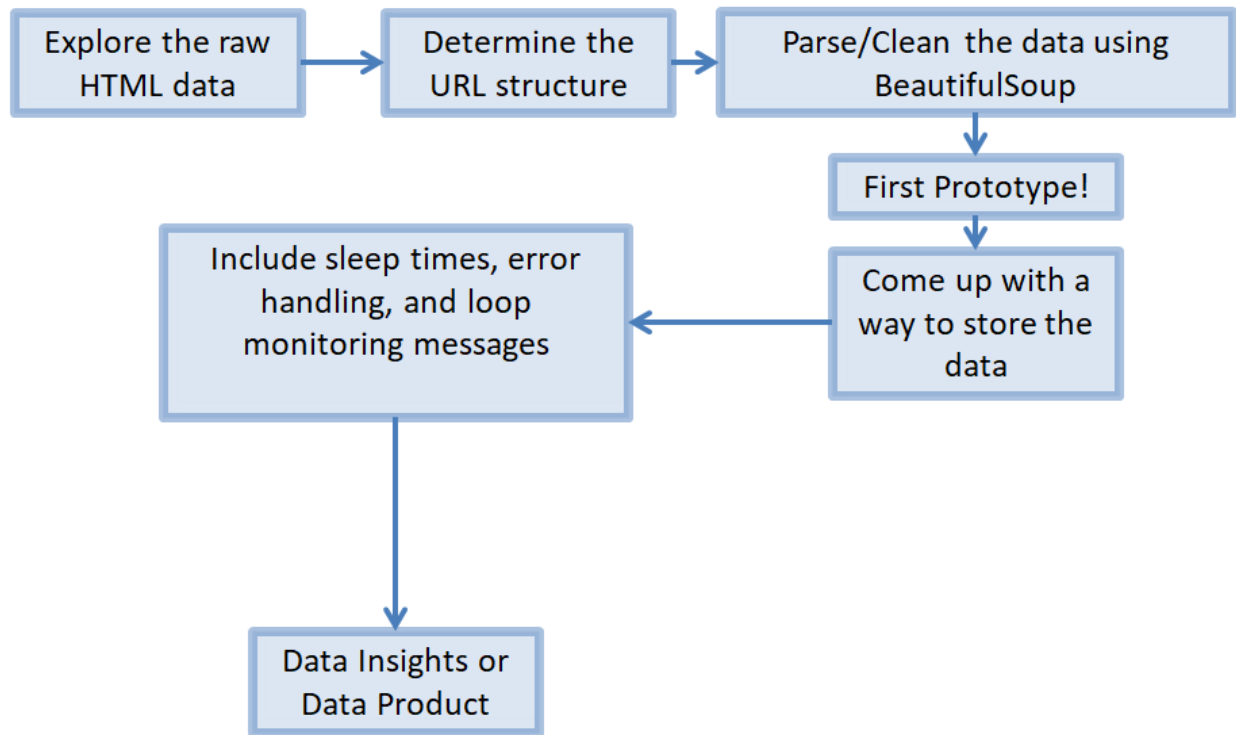 Explore the raw
HTML data
Determine the
URL structure
Parse/Clean the data using
BeautifulSoup
First Prototype!
Come up with a
way to store the
data
Include sleep times, error
handling, and loop
monitoring messages
Data Insights or
Data Product